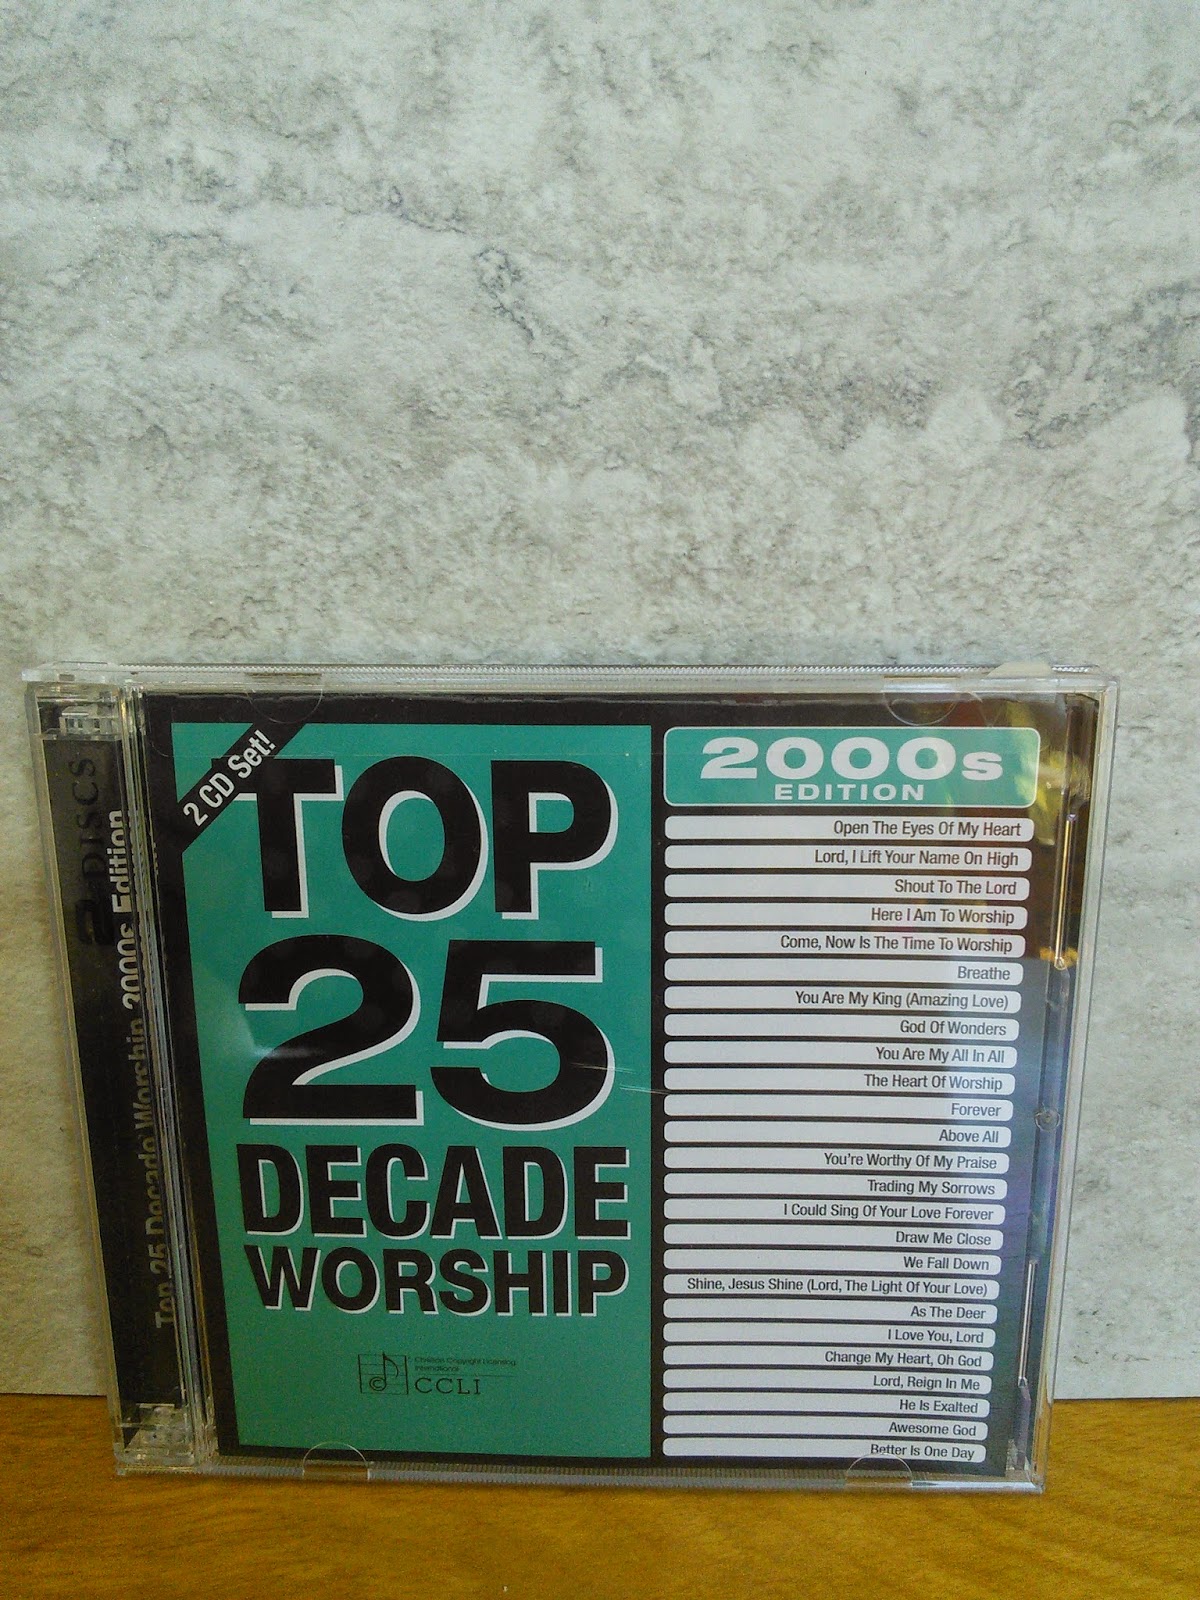 2 DISCS
Top 25 Decade Worship 2000s Edition
2 CD Set!
TOP
25
DECADE
WORSHIP
Christian Copyright Licensing
International
©
CCLI
2000s
EDITION
Open The Eyes Of My Heart
Lord, I Lift Your Name On High
Shout To The Lord
Here I Am To Worship
Come, Now Is The Time To Worship
Breathe
You Are My King (Amazing Love)
God Of Wonders
You Are My All In All
The Heart Of Worship
Forever
Above All
You're Worthy Of My Praise
Trading My Sorrows
I Could Sing Of Your Love Forever
Draw Me Close
We Fall Down
Shine, Jesus Shine (Lord, The Light Of Your Love)
As The Deer
I Love You, Lord
Change My Heart, Oh God
Lord, Reign In Me
He Is Exalted
Awesome God
Better Is One Day